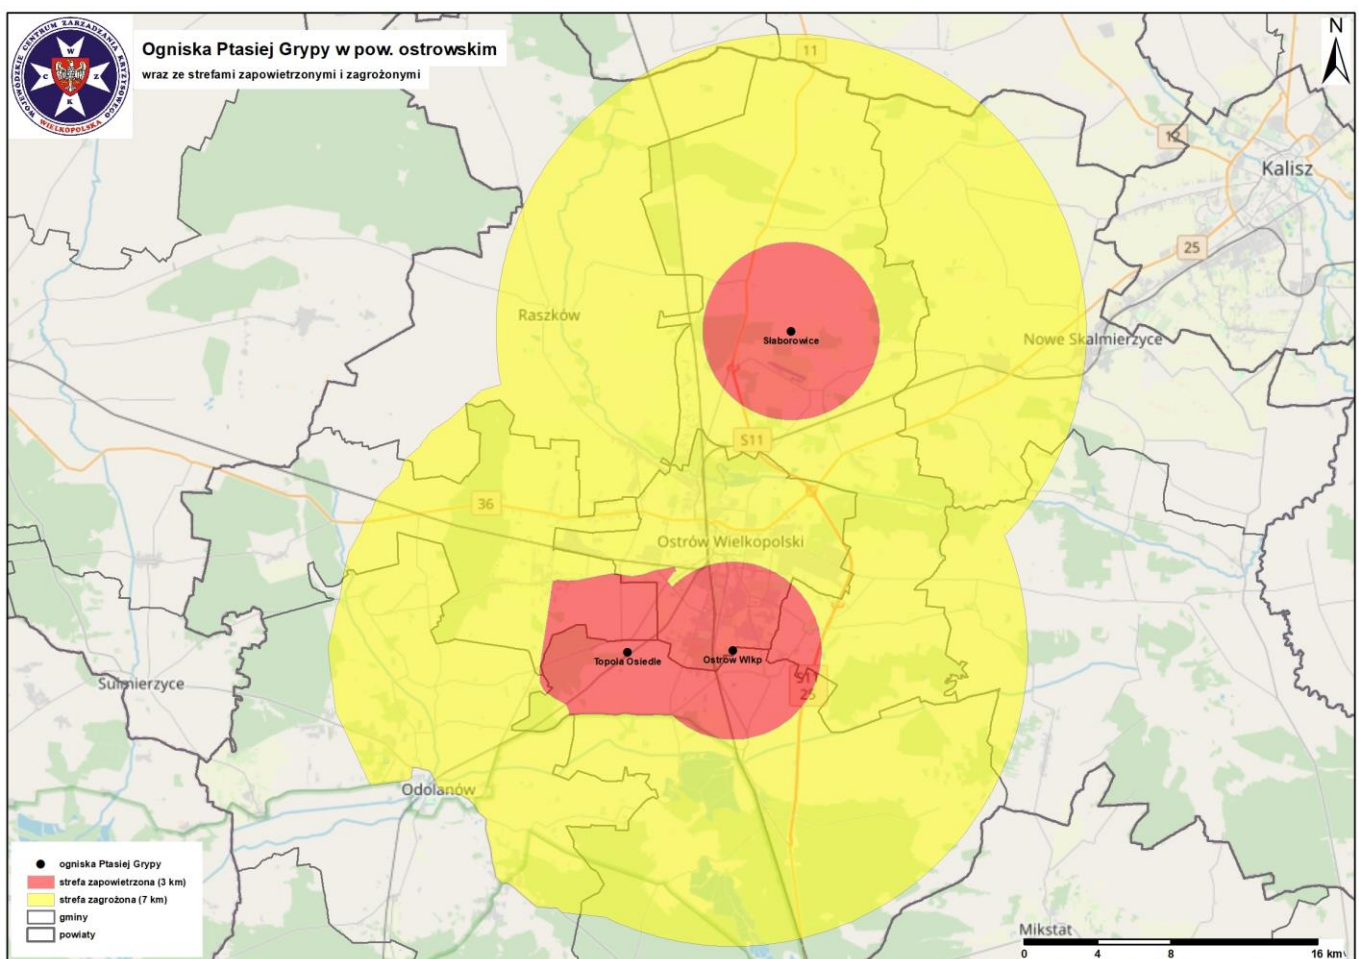 WOJEWÓDZKIE CENTRUM ZARZĄDZANIA KRYZYSOWEGO
WIELKOPOLSKA
W
C
Z
K
Ogniska Ptasiej Grypy w pow. ostrowskim
wraz ze strefami zapowietrzonymi i zagrożonymi
N
11
12
Kalisz
25
Raszków
Słaborowice
Nowe Skalmierzyce
S11
36
Ostrów Wielkopolski
Topola Osiedle
Ostrów Wlkp
S11
25
Sulmierzyce
Odolanów
ogniska Ptasiej Grypy
strefa zapowietrzona (3 km)
strefa zagrożona (7 km)
gminy
powiaty
Mikstat
0 4 8 16 km